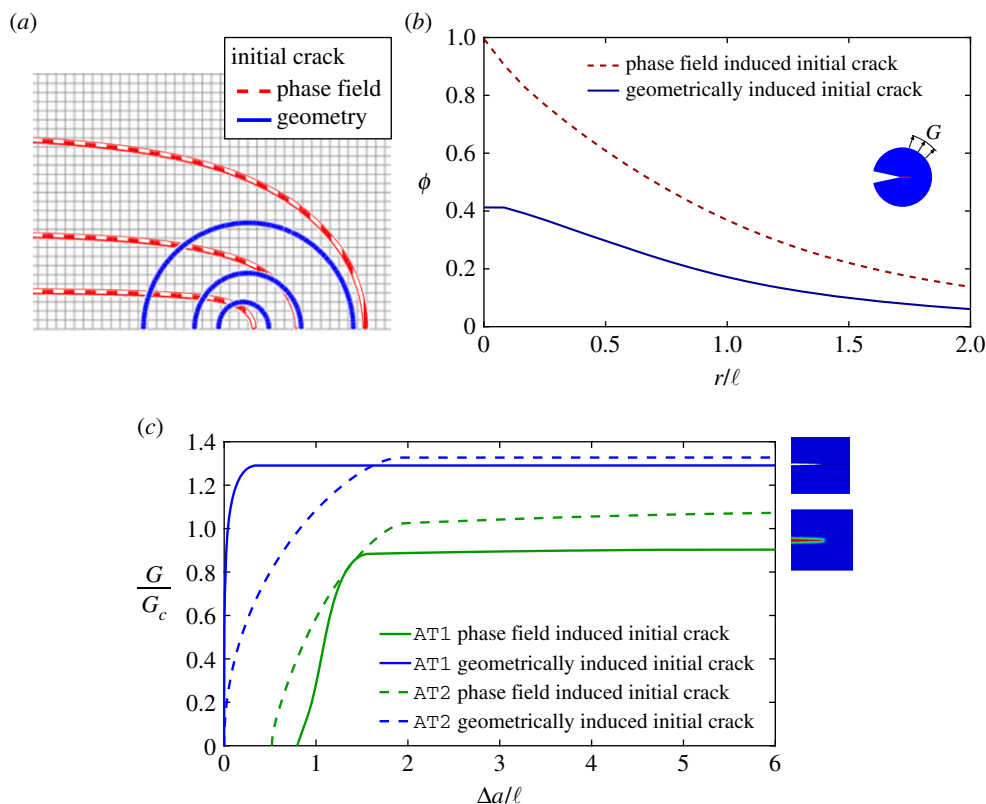 (a)
initial crack
phase field
geometry
(b)
1.0
0.8
0.6
0.4
0.2
0
ϕ
phase field induced initial crack
geometrically induced initial crack
G
0
0.5
1.0
1.5
2.0
r/ℓ
(c)
1.4
1.2
1.0
0.8
0.6
0.4
0.2
0
G
G_c
AT1 phase field induced initial crack
AT1 geometrically induced initial crack
AT2 phase field induced initial crack
AT2 geometrically induced initial crack
0
1
2
3
4
5
6
Δa/ℓ